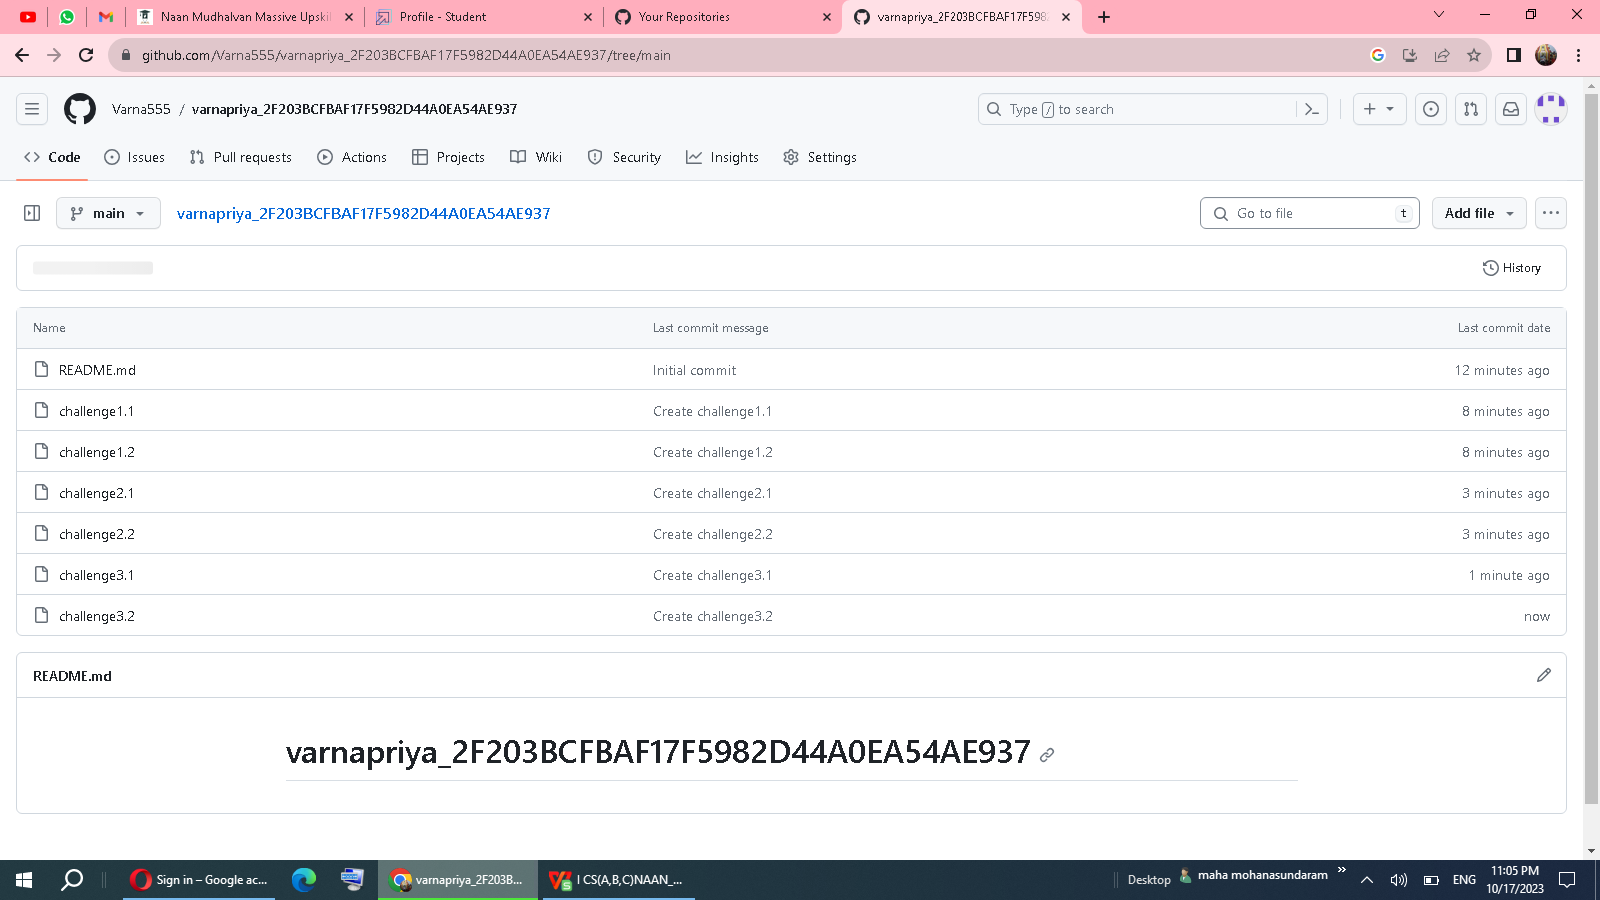 Naan Mudhalvan Massive Upskil
Profile - Student
Your Repositories
varnapriya_2F203BCFBAF17F598
github.com/Varna555/varnapriya_2F203BCFBAF17F5982D44A0EA54AE937/tree/main
Varna555 / varnapriya_2F203BCFBAF17F5982D44A0EA54AE937
Type / to search
Code Issues Pull requests Actions Projects Wiki Security Insights Settings
main varnapriya_2F203BCFBAF17F5982D44A0EA54AE937 Go to file t Add file
History
Name Last commit message Last commit date
README.md Initial commit 12 minutes ago
challenge1.1 Create challenge1.1 8 minutes ago
challenge1.2 Create challenge1.2 8 minutes ago
challenge2.1 Create challenge2.1 3 minutes ago
challenge2.2 Create challenge2.2 3 minutes ago
challenge3.1 Create challenge3.1 1 minute ago
challenge3.2 Create challenge3.2 now
README.md
varnapriya_2F203BCFBAF17F5982D44A0EA54AE937
Sign in – Google ac... varnapriya_2F203B... I CS(A,B,C)NAAN_... Desktop maha mohanasundaram ENG 11:05 PM
10/17/2023